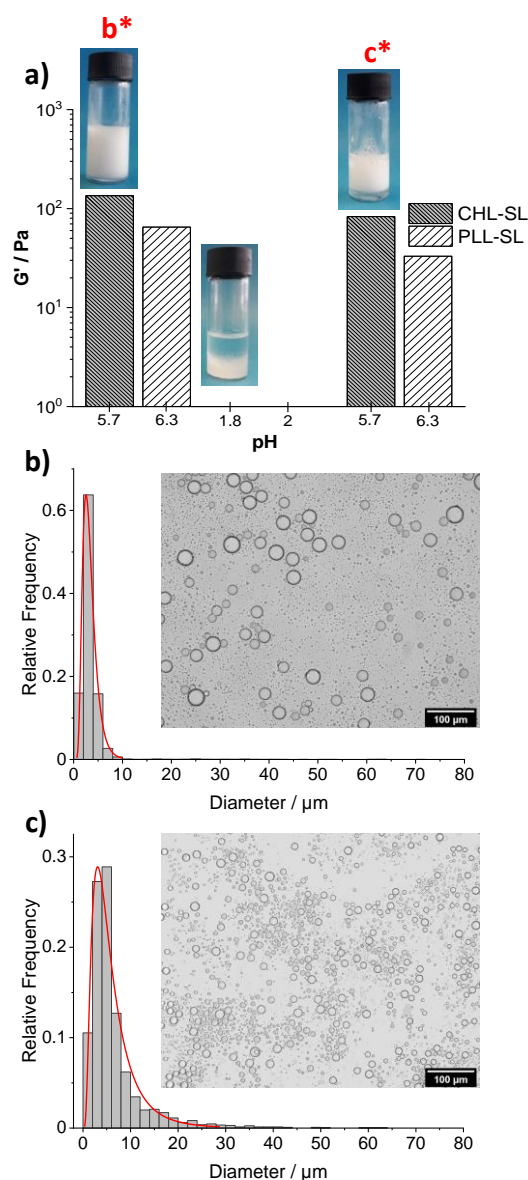 b*
c*
a)
10³
10²
10¹
10⁰
G' / Pa
CHL-SL
PLL-SL
5.7
6.3
1.8
2
5.7
6.3
pH
b)
0.6
0.4
0.2
0
Relative Frequency
100 µm
0
10
20
30
40
50
60
70
80
Diameter / µm
c)
0.3
0.2
0.1
0
Relative Frequency
100 µm
0
10
20
30
40
50
60
70
80
Diameter / µm